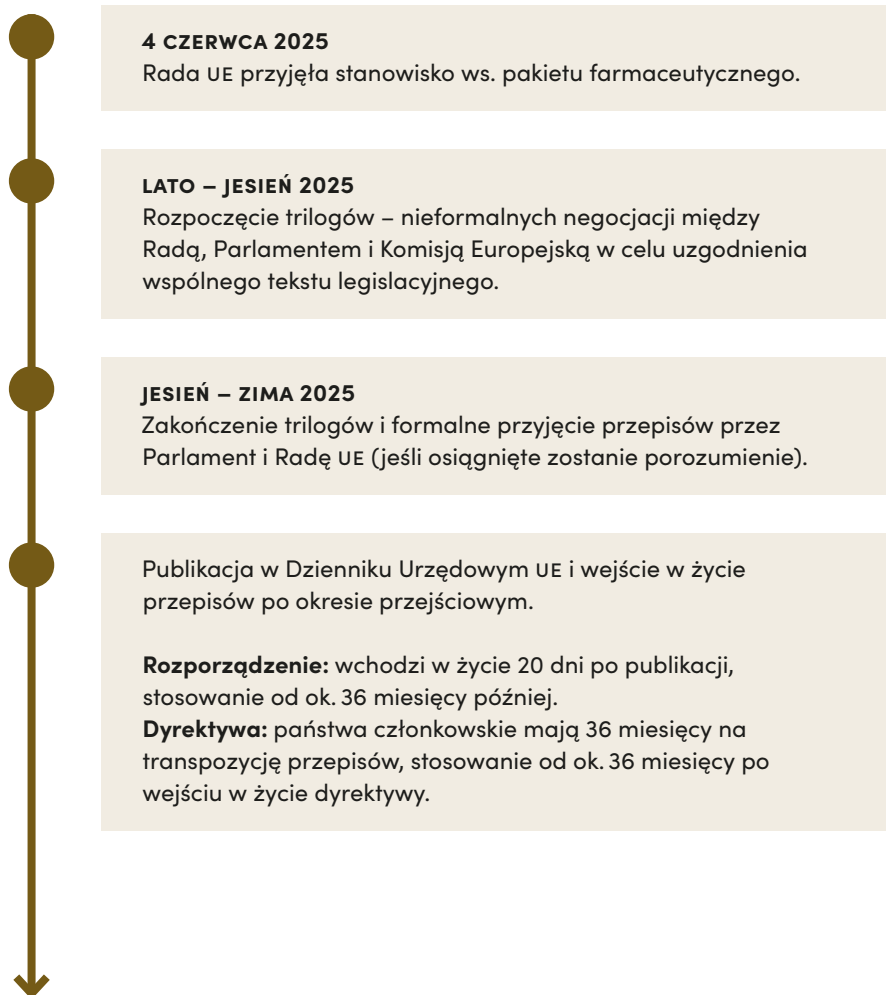 4 CZERWCA 2025
Rada UE przyjęła stanowisko ws. pakietu farmaceutycznego.
LATO – JESIEŃ 2025
Rozpoczęcie trilogów – nieformalnych negocjacji między
Radą, Parlamentem i Komisją Europejską w celu uzgodnienia
wspólnego tekstu legislacyjnego.
JESIEŃ – ZIMA 2025
Zakończenie trilogów i formalne przyjęcie przepisów przez
Parlament i Radę UE (jeśli osiągnięte zostanie porozumienie).
Publikacja w Dzienniku Urzędowym UE i wejście w życie
przepisów po okresie przejściowym.
Rozporządzenie: wchodzi w życie 20 dni po publikacji,
stosowanie od ok. 36 miesięcy później.
Dyrektywa: państwa członkowskie mają 36 miesięcy na
transpozycję przepisów, stosowanie od ok. 36 miesięcy po
wejściu w życie dyrektywy.